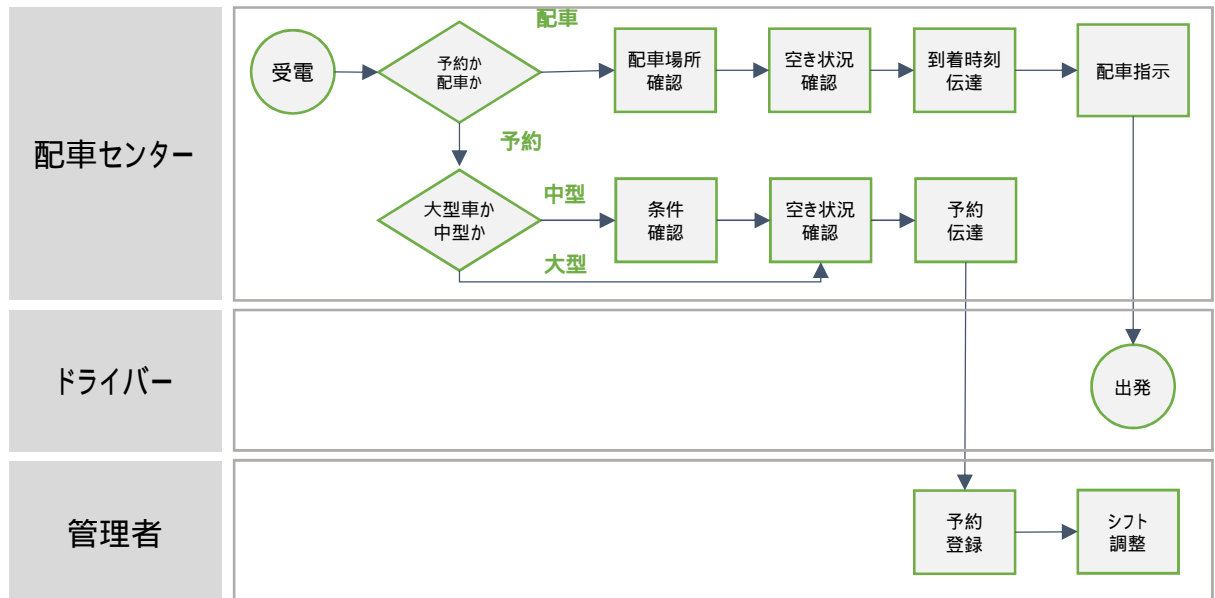 配車センター
配車
受電
予約か
配車か
配車場所
確認
空き状況
確認
到着時刻
伝達
配車指示
予約
大型車か
中型か
中型
大型
条件
確認
空き状況
確認
予約
伝達
ドライバー
出発
管理者
予約
登録
シフト
調整